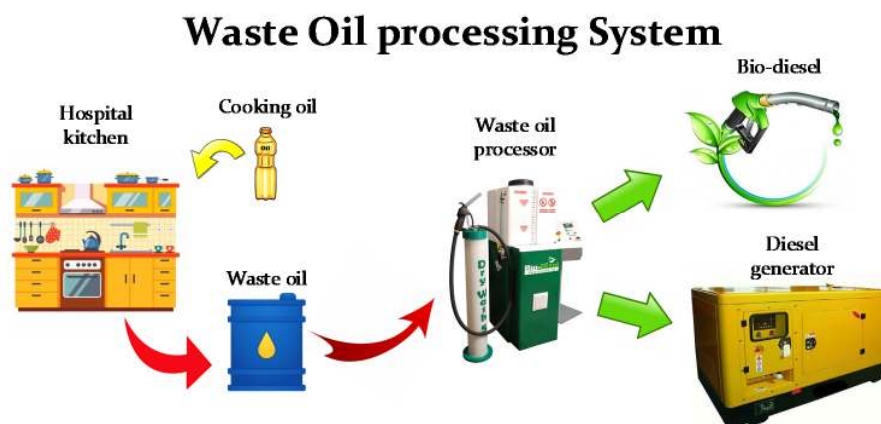 Waste Oil processing System
Bio-diesel
Hospital
kitchen
Cooking oil
Waste oil
processor
Waste oil
Diesel
generator
Dry Wash